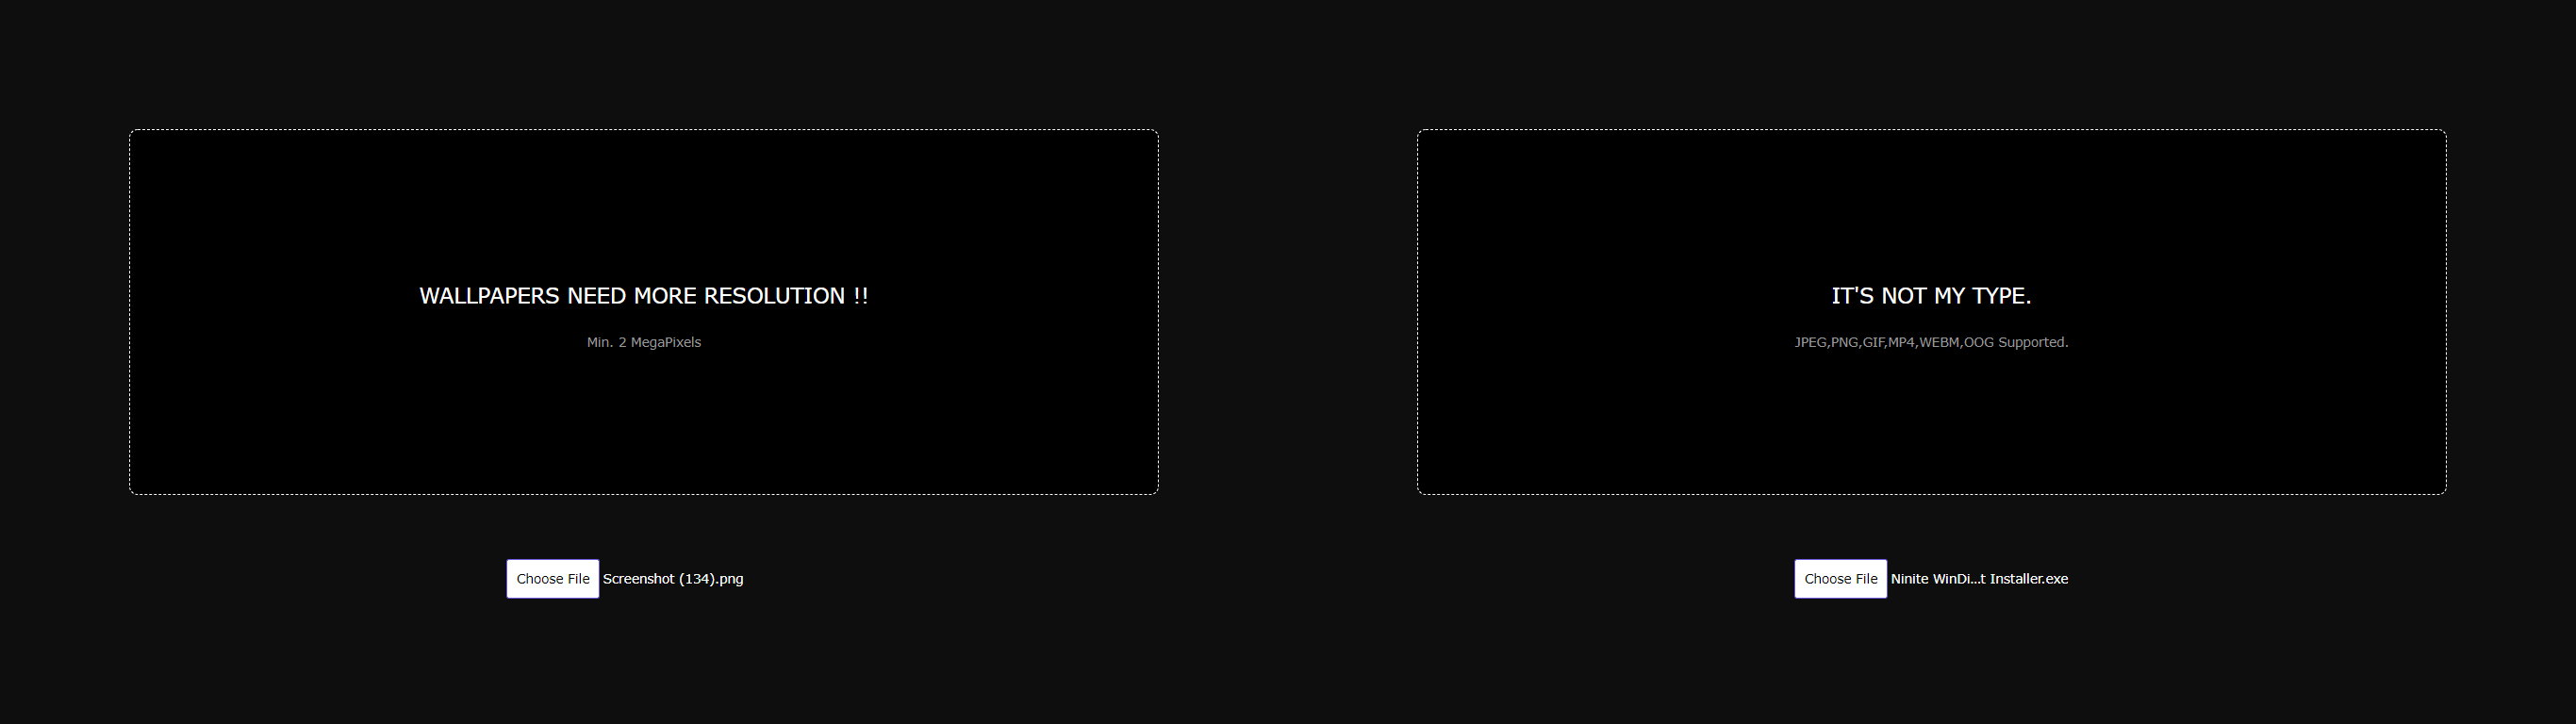 WALLPAPERS NEED MORE RESOLUTION !!
Min. 2 MegaPixels
Choose File Screenshot (134).png
IT'S NOT MY TYPE.
JPEG,PNG,GIF,MP4,WEBM,OOG Supported.
Choose File Ninite WinDi...t Installer.exe